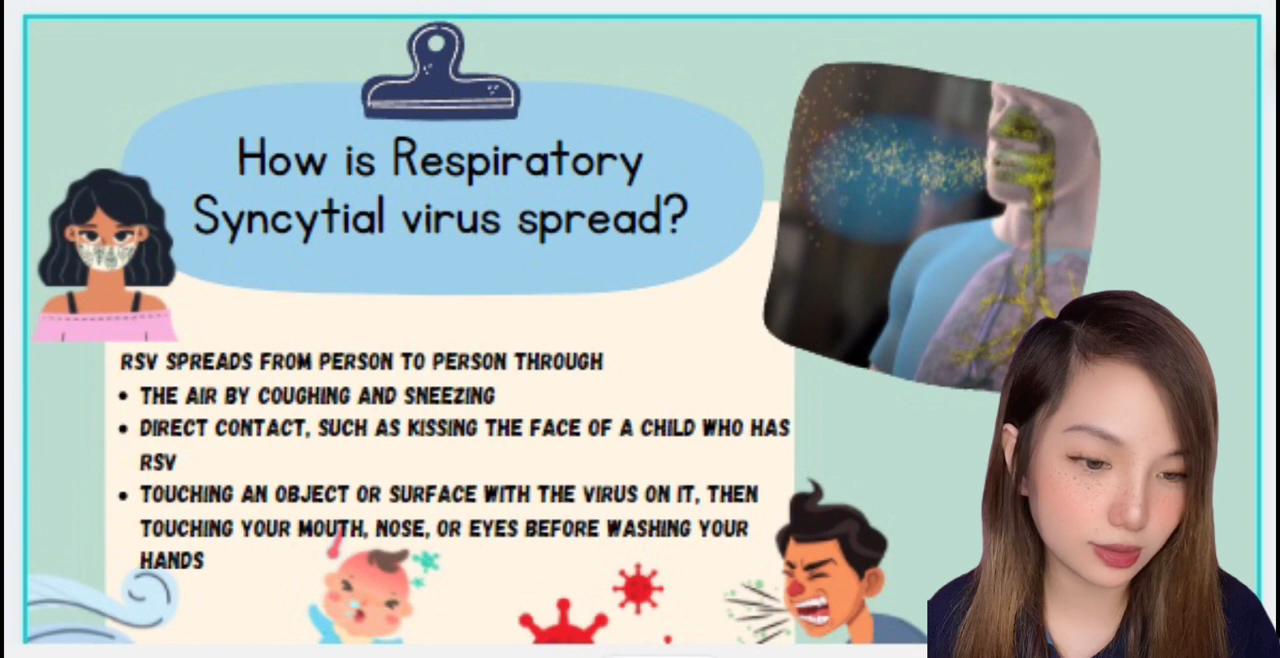 How is Respiratory
Syncytial virus spread?
RSV SPREADS FROM PERSON TO PERSON THROUGH
• THE AIR BY COUGHING AND SNEEZING
• DIRECT CONTACT, SUCH AS KISSING THE FACE OF A CHILD WHO HAS
RSV
• TOUCHING AN OBJECT OR SURFACE WITH THE VIRUS ON IT, THEN
TOUCHING YOUR MOUTH, NOSE, OR EYES BEFORE WASHING YOUR
HANDS